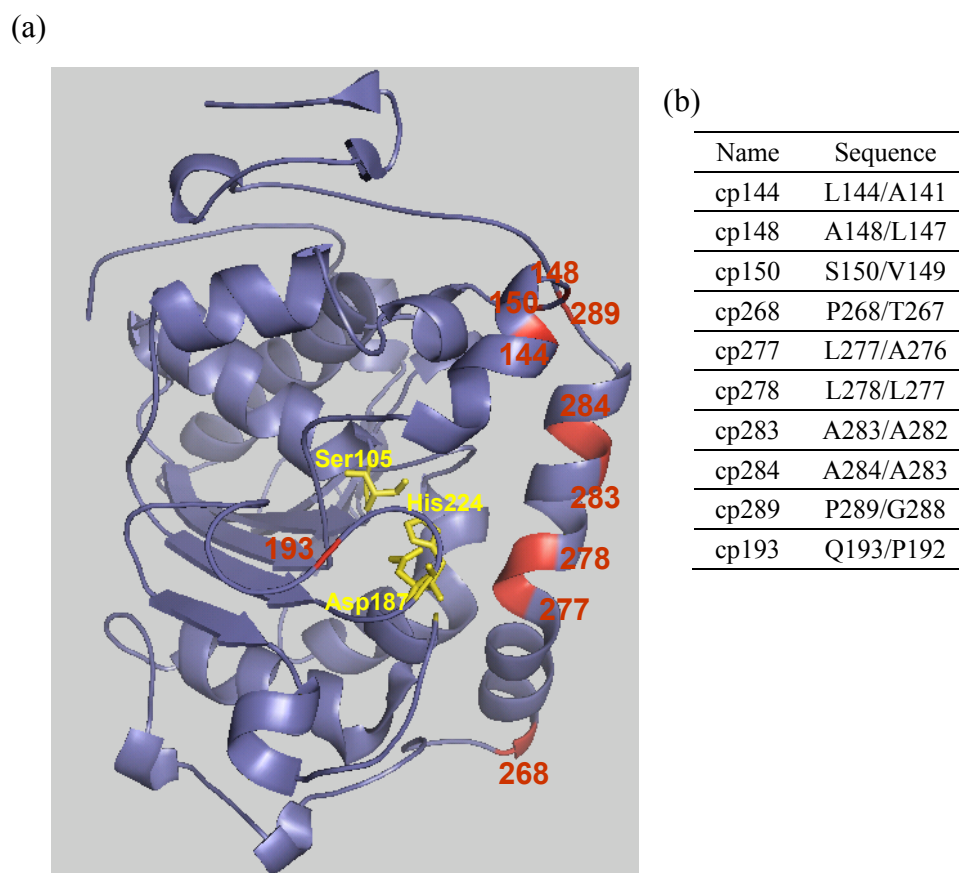 (a)
148
150
289
144
284
Ser105
His224
283
193
278
Asp187
277
268
(b)
Name Sequence
cp144 L144/A141
cp148 A148/L147
cp150 S150/V149
cp268 P268/T267
cp277 L277/A276
cp278 L278/L277
cp283 A283/A282
cp284 A284/A283
cp289 P289/G288
cp193 Q193/P192